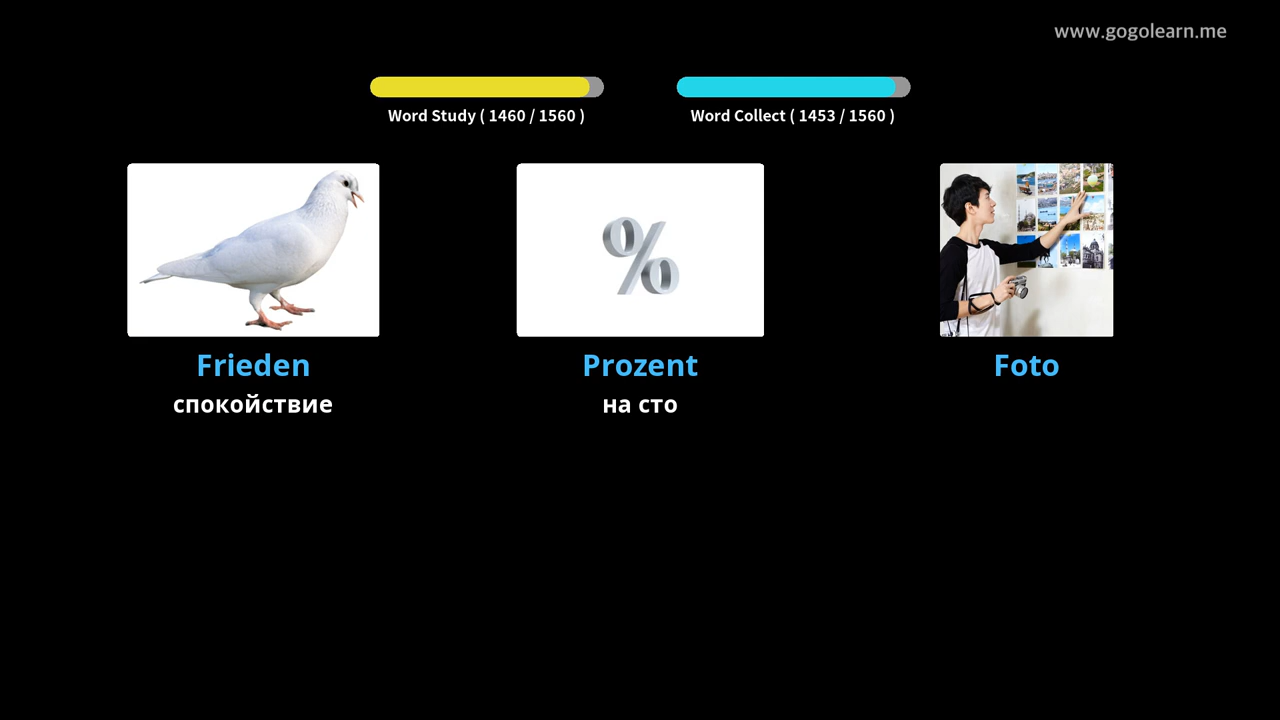 www.gogolearn.me
Word Study ( 1460 / 1560 )
Word Collect ( 1453 / 1560 )
%
Frieden
Prozent
Foto
спокойствие
на сто